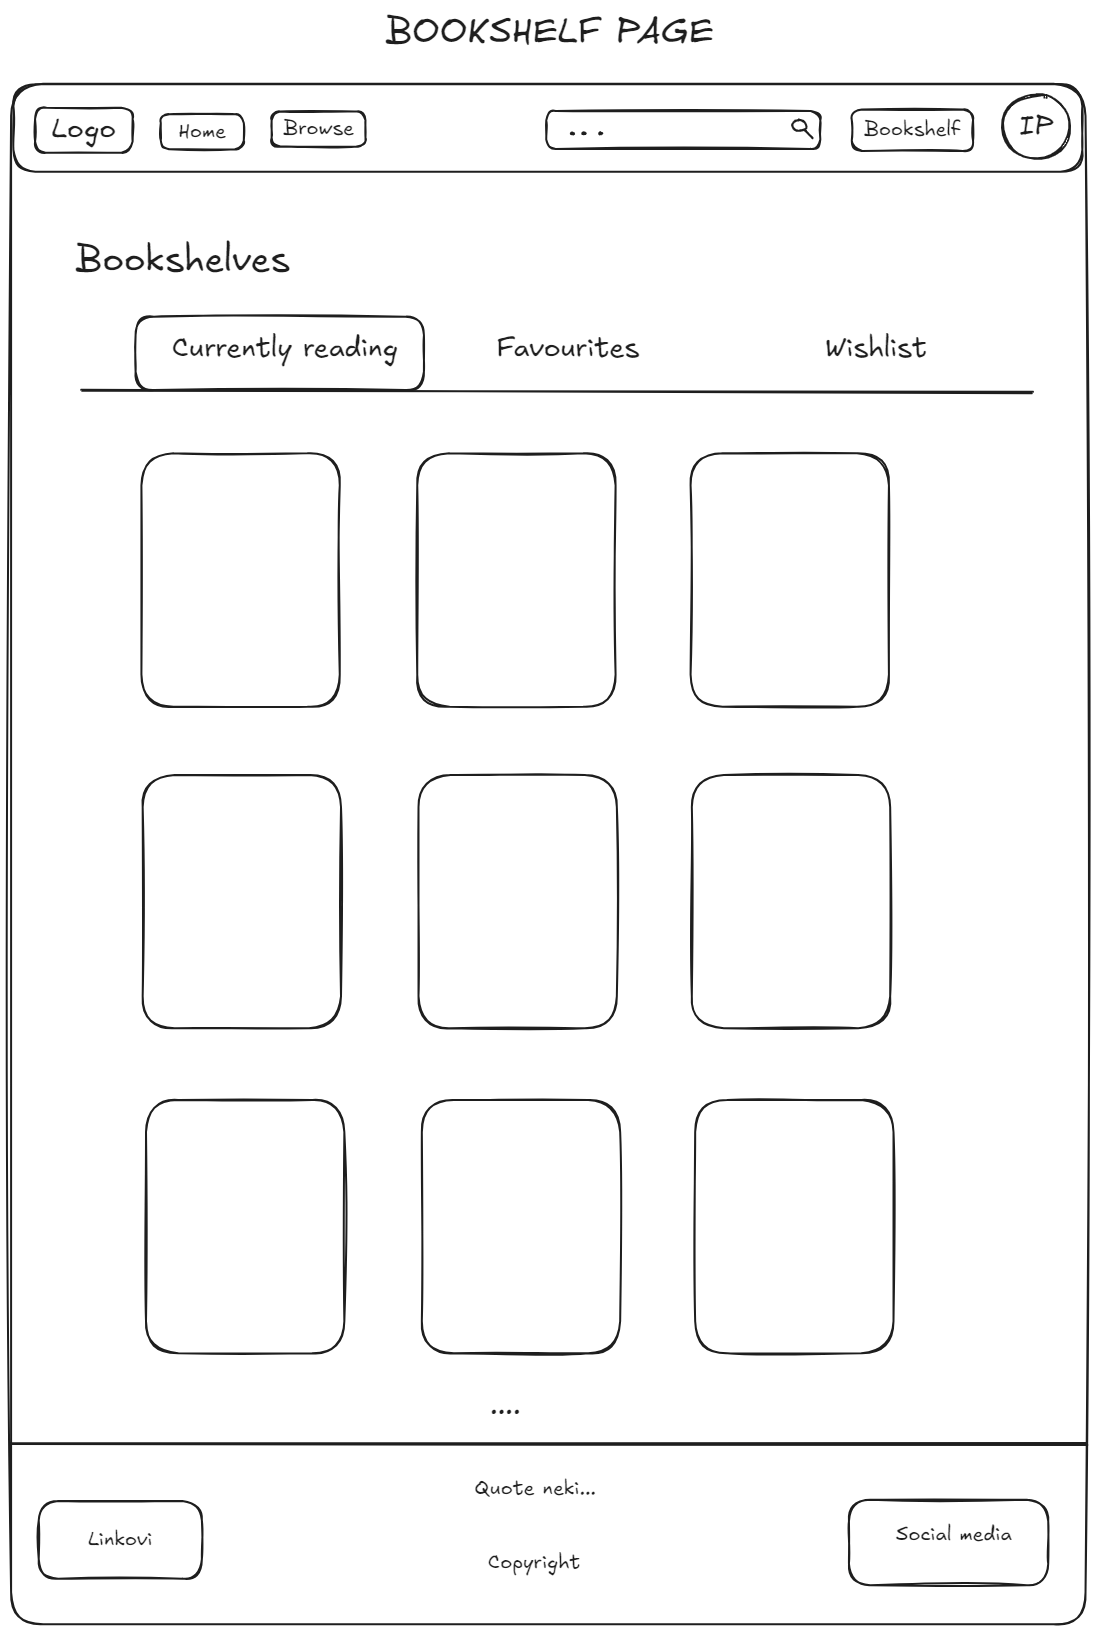 BOOKSHELF PAGE
Logo
Home
Browse
...
Bookshelf
IP
Bookshelves
Currently reading
Favourites
Wishlist
....
Quote neki...
Linkovi
Social media
Copyright